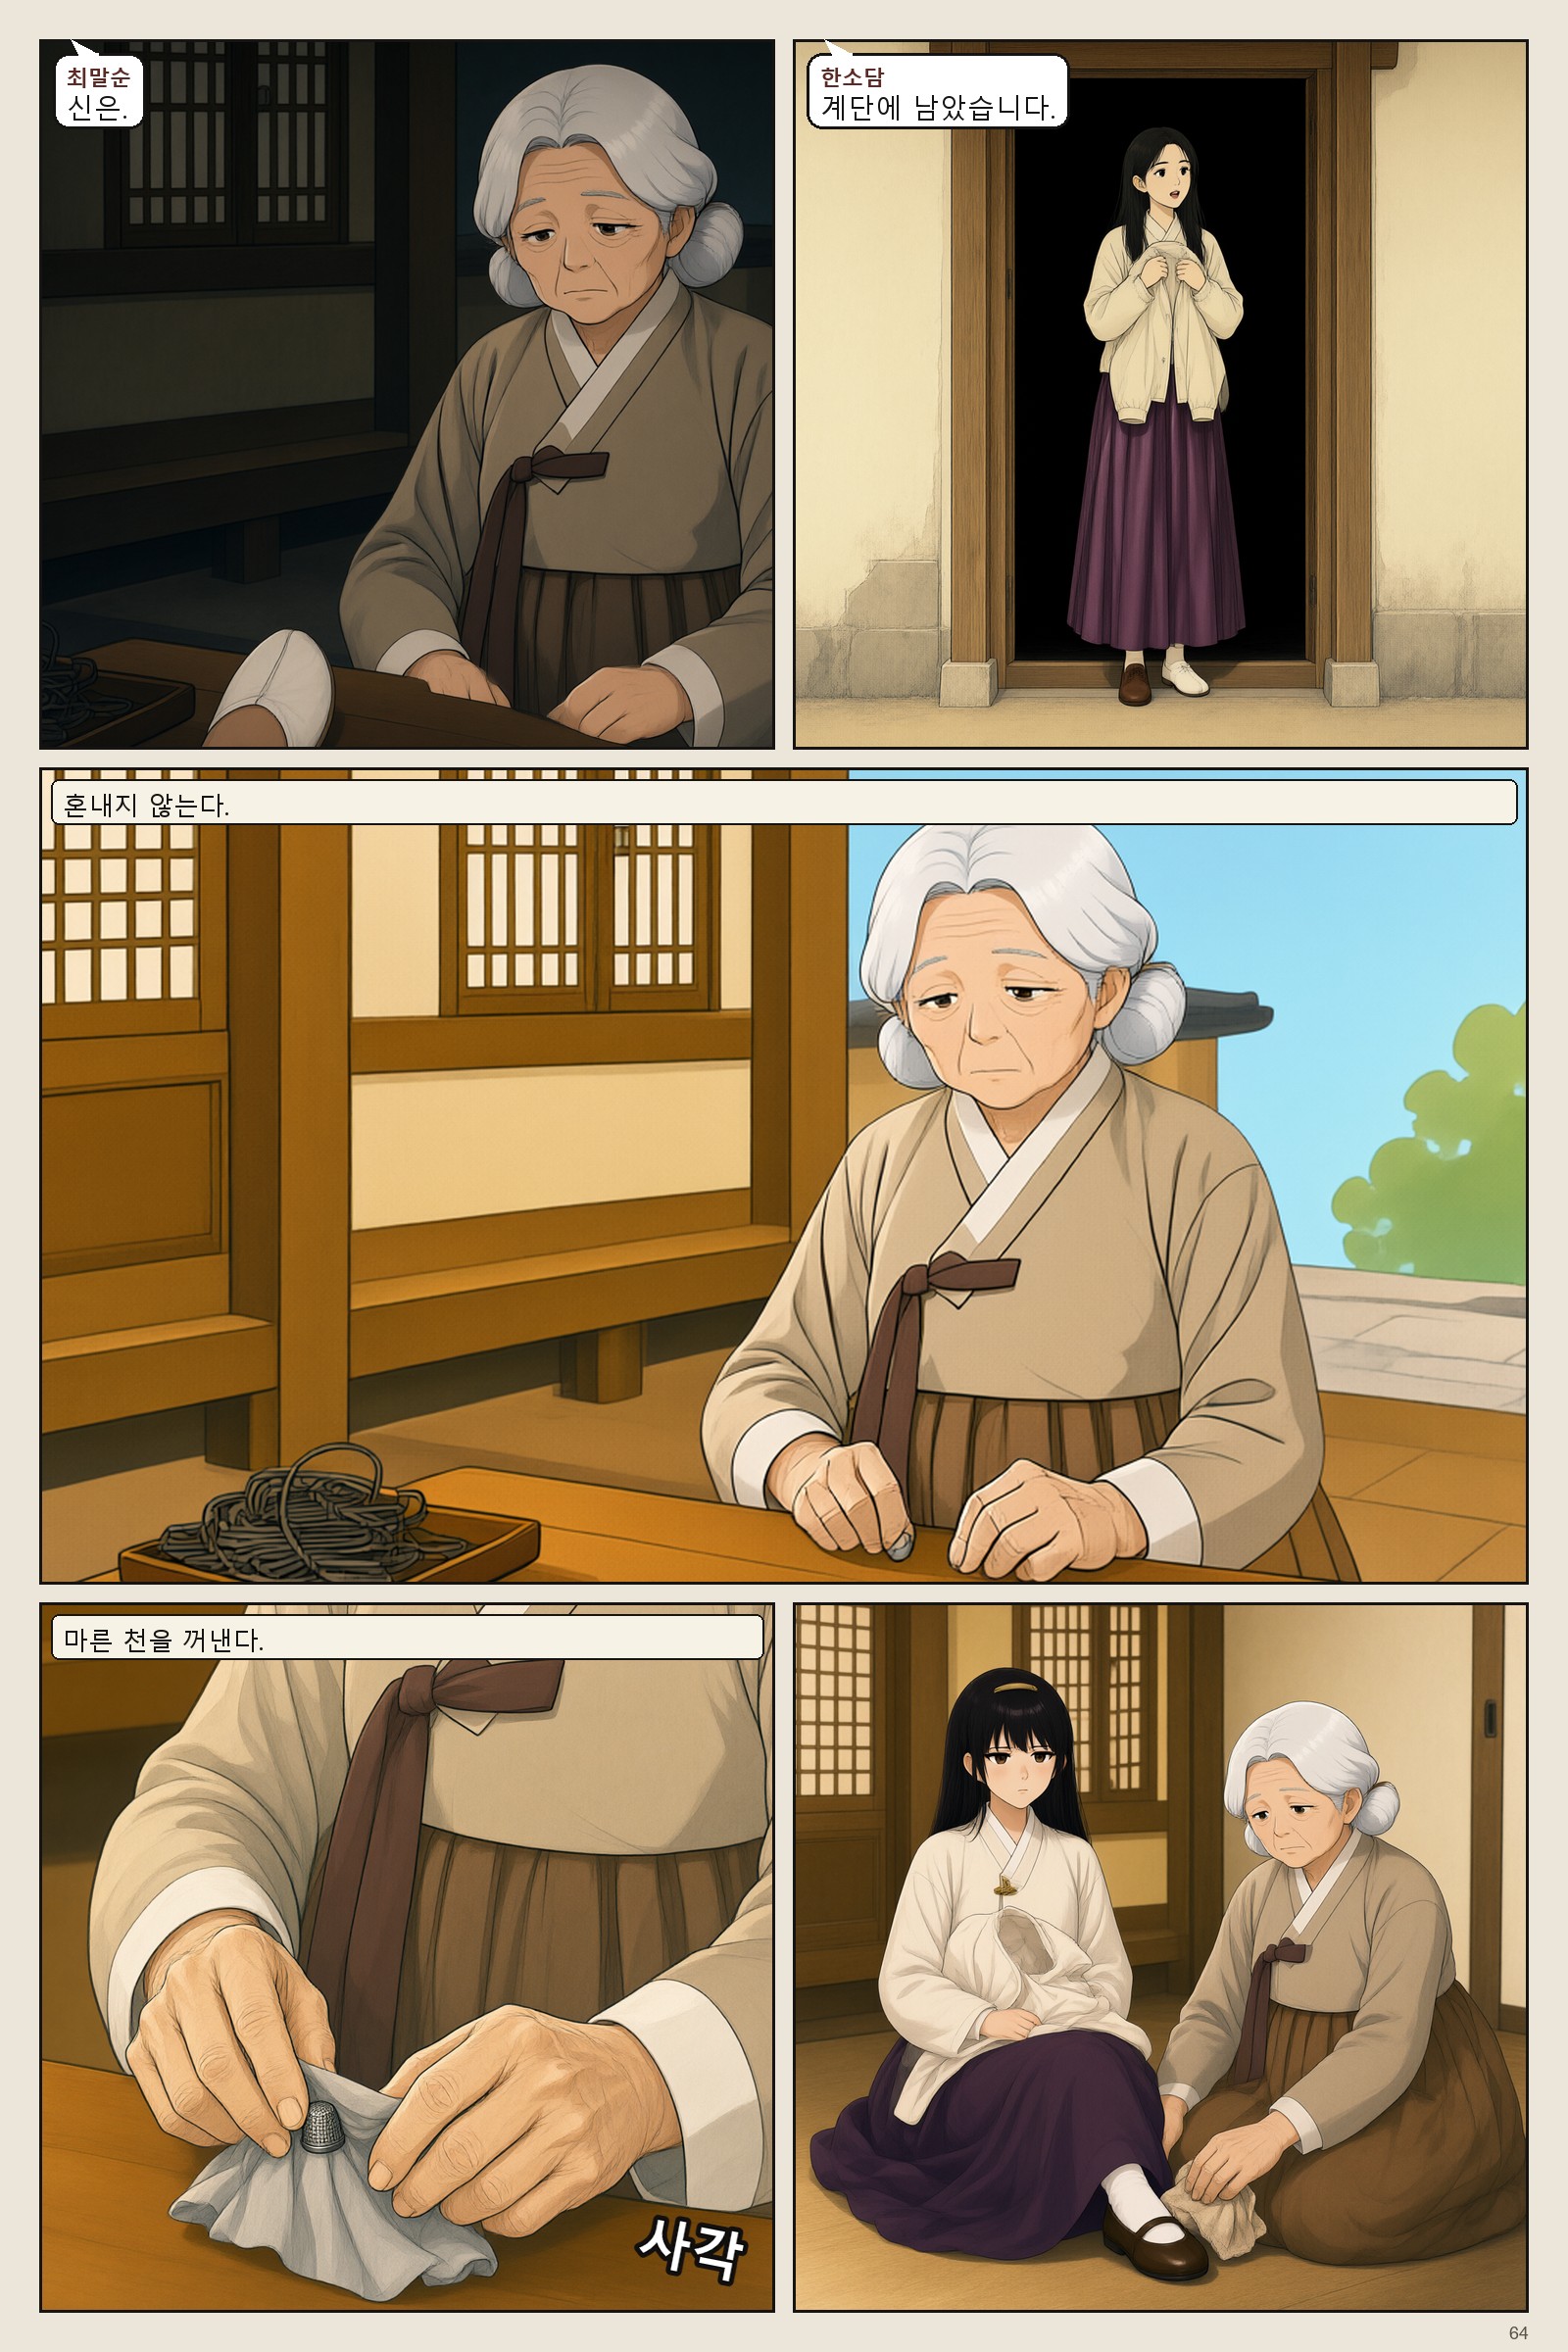 최말순
신은.
한소담
계단에 남았습니다.
혼내지 않는다.
마른 천을 꺼낸다.
사각
64